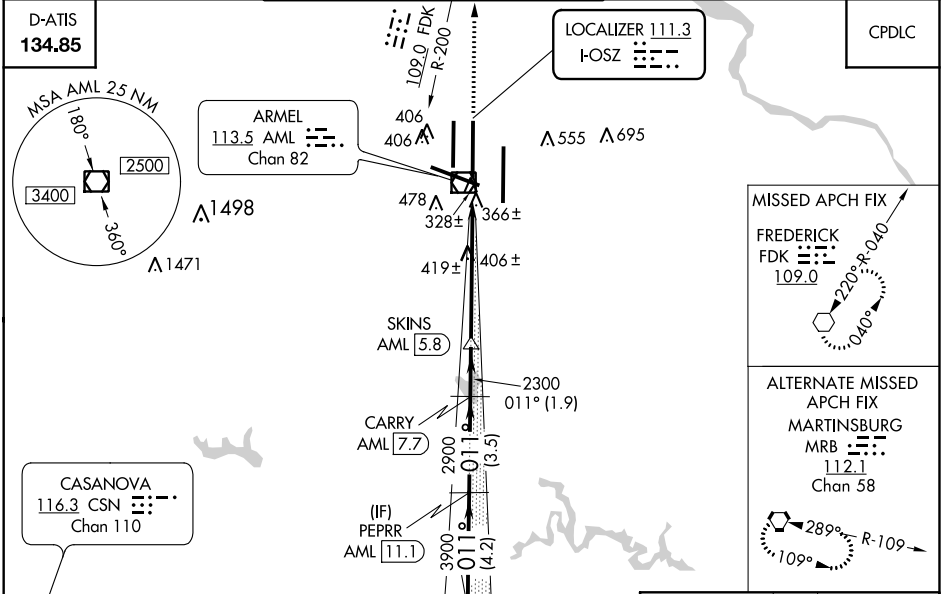 D-ATIS
134.85
109.0 FDK
R-200
LOCALIZER 111.3
I-OSZ
CPDLC
MSA AML 25 NM
180°
2500
3400
360°
ARMEL
113.5 AML
Chan 82
406
406
555
695
1498
1471
478
328±
366±
419±
406±
SKINS
AML 5.8
2300
011° (1.9)
CARRY
AML 7.7
2900
011°
(3.5)
(IF)
PEPRR
AML 11.1
3900
011°
(4.2)
CASANOVA
116.3 CSN
Chan 110
MISSED APCH FIX
FREDERICK
FDK
109.0
220°
R-040
040°
ALTERNATE MISSED
APCH FIX
MARTINSBURG
MRB
112.1
Chan 58
289°
R-109
109°